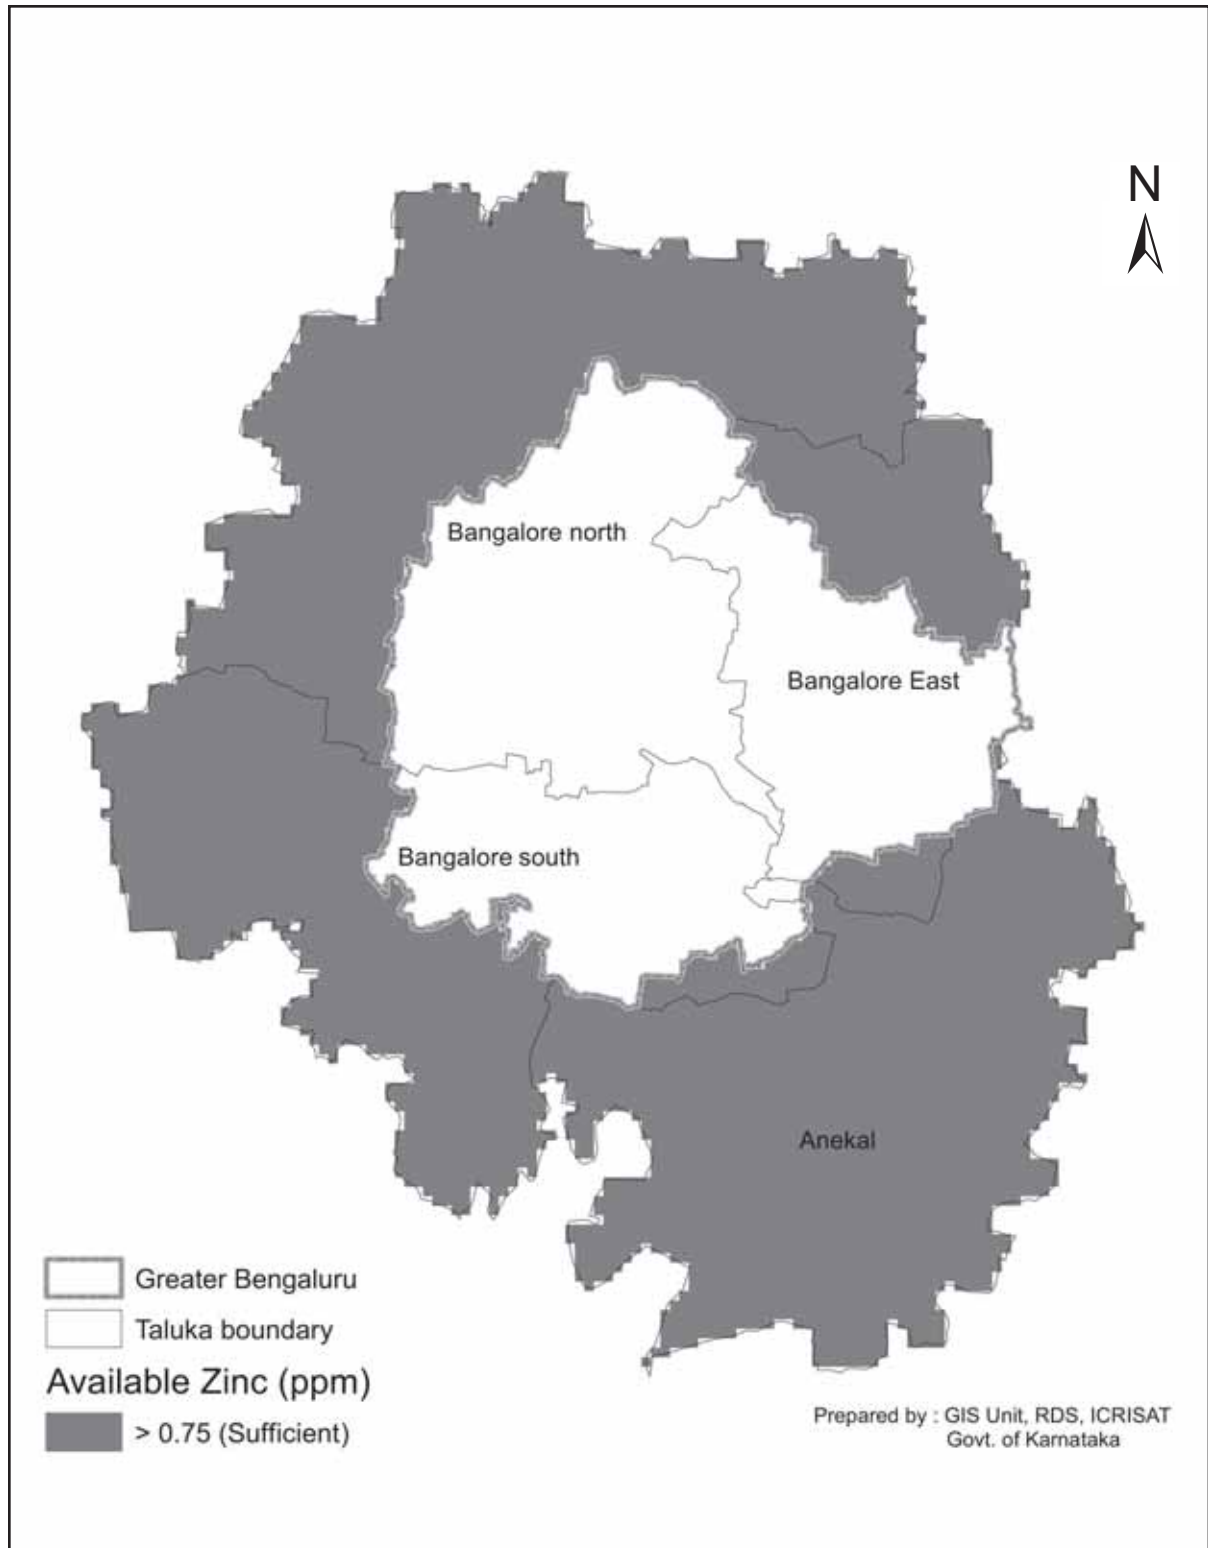 N
Bangalore north
Bangalore East
Bangalore south
Anekal
Greater Bengaluru
Taluka boundary
Available Zinc (ppm)
> 0.75 (Sufficient)
Prepared by : GIS Unit, RDS, ICRISAT
Govt. of Karnataka